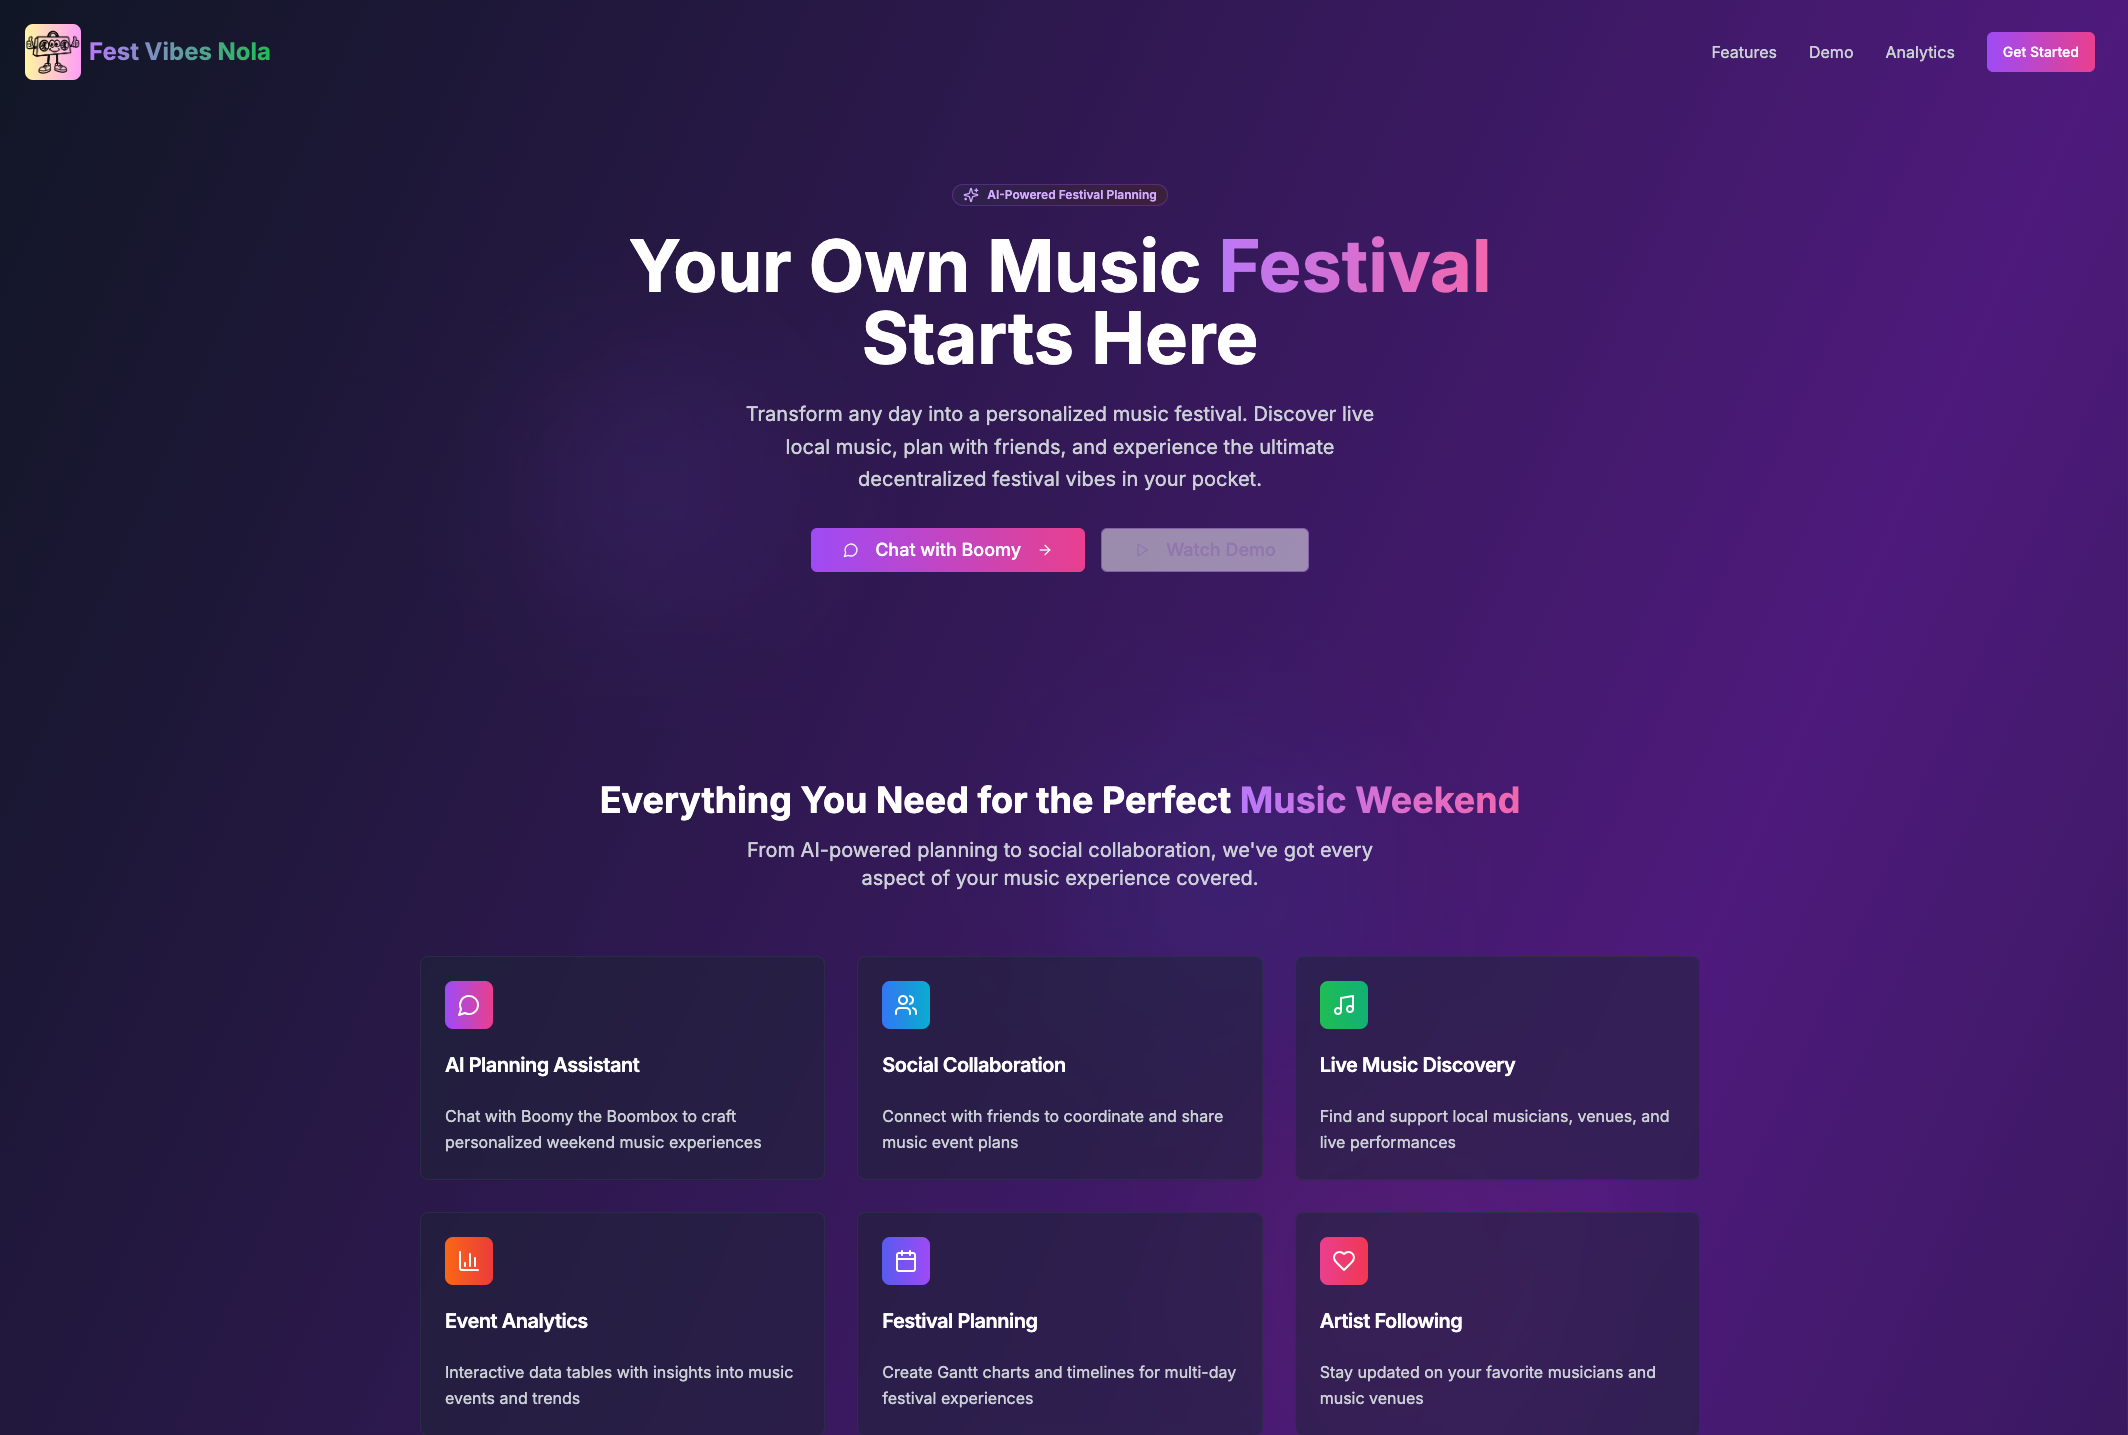 Fest Vibes Nola
Features
Demo
Analytics
Get Started
AI-Powered Festival Planning
Your Own Music Festival
Starts Here
Transform any day into a personalized music festival. Discover live
local music, plan with friends, and experience the ultimate
decentralized festival vibes in your pocket.
Chat with Boomy
Watch Demo
Everything You Need for the Perfect Music Weekend
From AI-powered planning to social collaboration, we've got every
aspect of your music experience covered.
AI Planning Assistant
Chat with Boomy the Boombox to craft
personalized weekend music experiences
Social Collaboration
Connect with friends to coordinate and share
music event plans
Live Music Discovery
Find and support local musicians, venues, and
live performances
Event Analytics
Interactive data tables with insights into music
events and trends
Festival Planning
Create Gantt charts and timelines for multi-day
festival experiences
Artist Following
Stay updated on your favorite musicians and
music venues